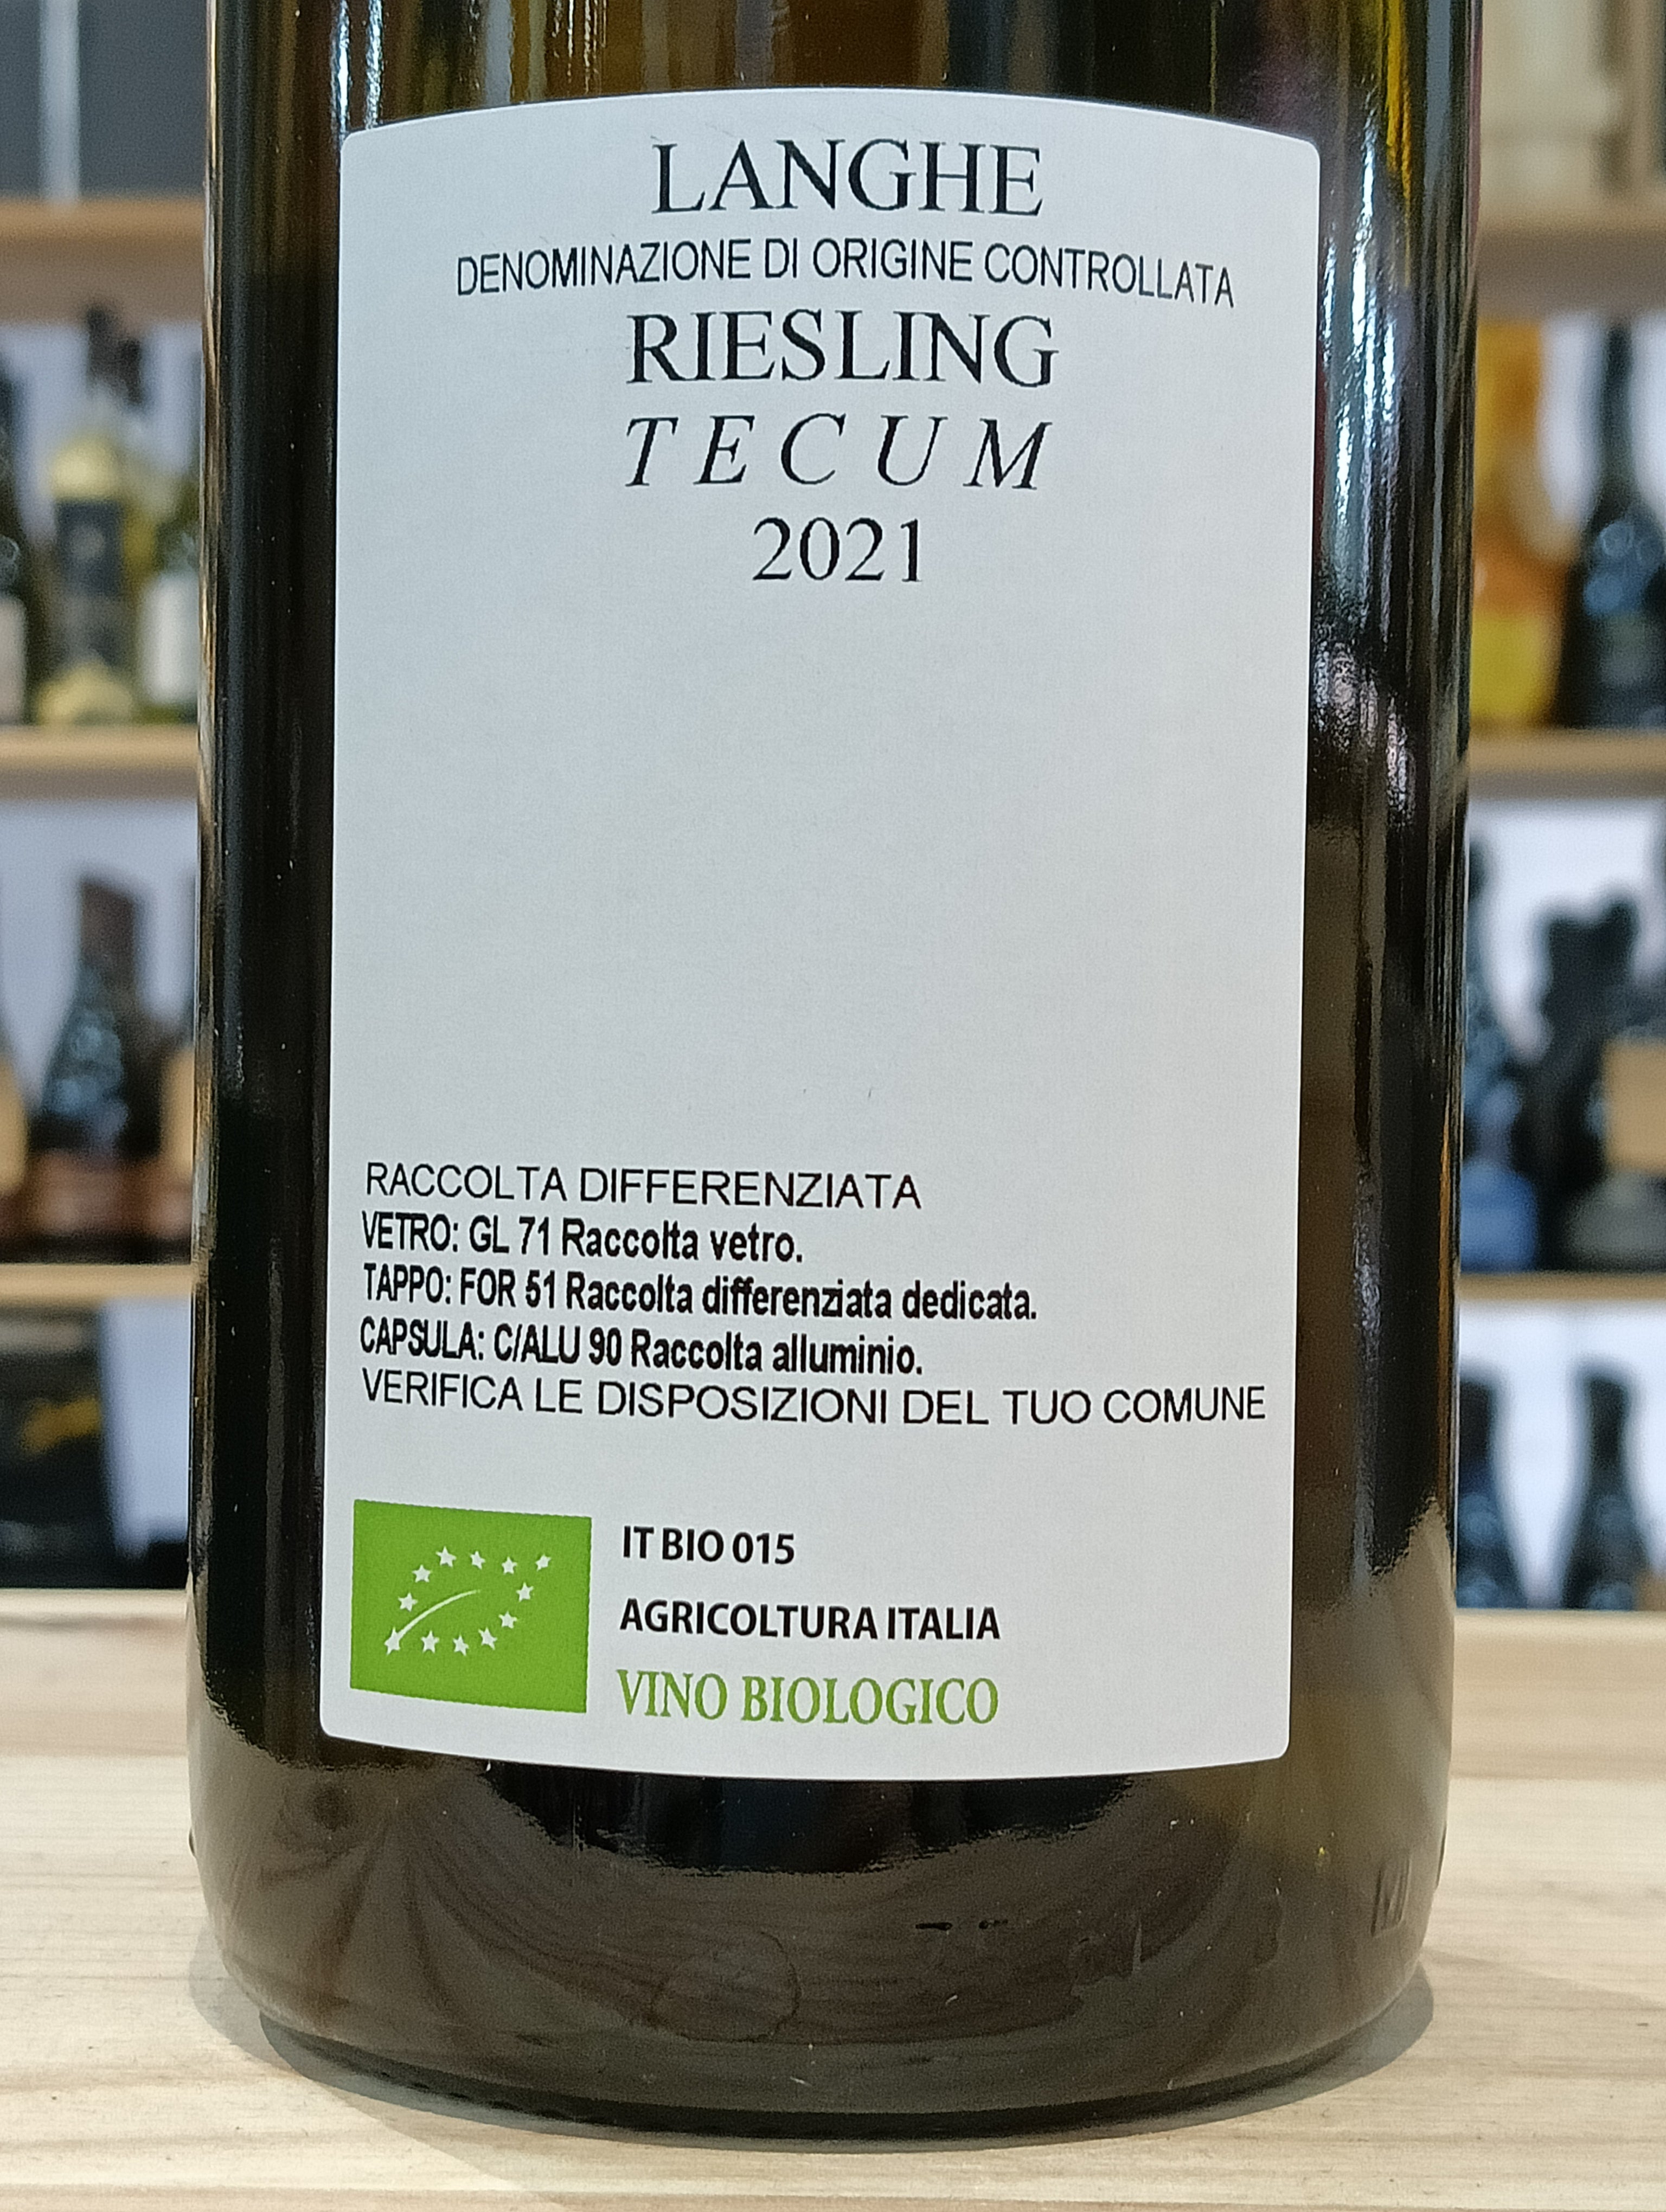 LANGHE
DENOMINAZIONE DI ORIGINE CONTROLLATA
RIESLING
TECUM
2021
RACCOLTA DIFFERENZIATA
VETRO: GL 71 Raccolta vetro.
TAPPO: FOR 51 Raccolta differenziata dedicata.
CAPSULA: C/ALU 90 Raccolta alluminio.
VERIFICA LE DISPOSIZIONI DEL TUO COMUNE
IT BIO 015
AGRICOLTURA ITALIA
VINO BIOLOGICO